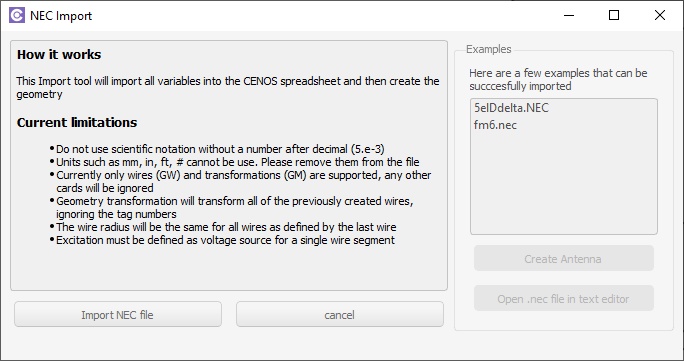 NEC Import
How it works
This Import tool will import all variables into the CENOS spreadsheet and then create the
geometry
Current limitations
• Do not use scientific notation without a number after decimal (5.e-3)
• Units such as mm, in, ft, # cannot be use. Please remove them from the file
• Currently only wires (GW) and transformations (GM) are supported, any other
cards will be ignored
• Geometry transformation will transform all of the previously created wires,
ignoring the tag numbers
• The wire radius will be the same for all wires as defined by the last wire
• Excitation must be defined as voltage source for a single wire segment
Import NEC file
cancel
Examples
Here are a few examples that can be
succcesfully imported
5elDdelta.NEC
fm6.nec
Create Antenna
Open .nec file in text editor